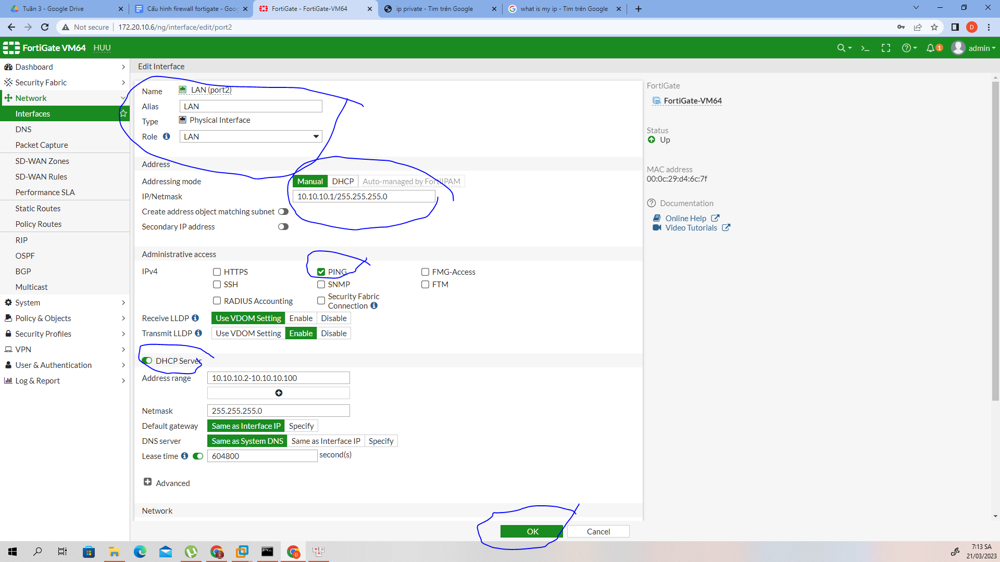 Tuần 3 - Google Drive
Cấu hình firewall fortigate - Goog
FortiGate - FortiGate-VM64
ip private - Tìm trên Google
what is my ip - Tìm trên Google
Not secure
172.20.10.6/ng/interface/edit/port2
D
FortiGate VM64
HUU
1
admin
Dashboard
Security Fabric
Network
Interfaces
DNS
Packet Capture
SD-WAN Zones
SD-WAN Rules
Performance SLA
Static Routes
Policy Routes
RIP
OSPF
BGP
Multicast
System
Policy & Objects
Security Profiles
VPN
User & Authentication
Log & Report
Edit Interface
Name LAN (port2)
Alias LAN
Type Physical Interface
Role LAN
Address
Addressing mode Manual DHCP Auto-managed by FortiIPAM
IP/Netmask 10.10.10.1/255.255.255.0
Create address object matching subnet
Secondary IP address
Administrative access
IPv4 HTTPS PING FMG-Access
SSH SNMP FTM
RADIUS Accounting Security Fabric
Connection
Receive LLDP Use VDOM Setting Enable Disable
Transmit LLDP Use VDOM Setting Enable Disable
DHCP Server
Address range 10.10.10.2-10.10.10.100
Netmask 255.255.255.0
Default gateway Same as Interface IP Specify
DNS server Same as System DNS Same as Interface IP Specify
Lease time 604800 second(s)
Advanced
Network
OK Cancel
FortiGate
FortiGate-VM64
Status
Up
MAC address
00:0c:29:d4:6c:7f
Documentation
Online Help
Video Tutorials
7:13 SA
21/03/2023